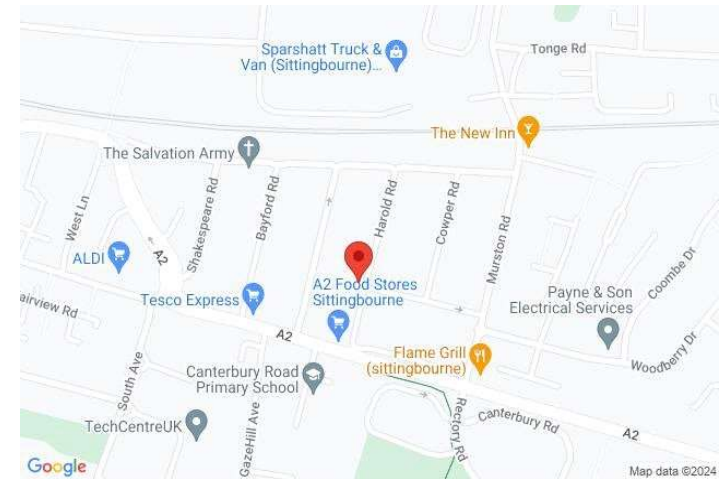 Sparshatt Truck &
Van (Sittingbourne)...
Tonge Rd
The New Inn
The Salvation Army
Shakespeare Rd
Bayford Rd
Harold Rd
Cowper Rd
Murston Rd
West Ln
A2
ALDI
Tesco Express
A2 Food Stores
Sittingbourne
Payne & Son
Electrical Services
Coombe Dr
Woodberry Dr
airview Rd
A2
Flame Grill
(sittingbourne)
Canterbury Road
Primary School
South Ave
GazeHill Ave
TechCentreUK
Rectory Rd
Canterbury Rd
A2
Google
Map data ©2024